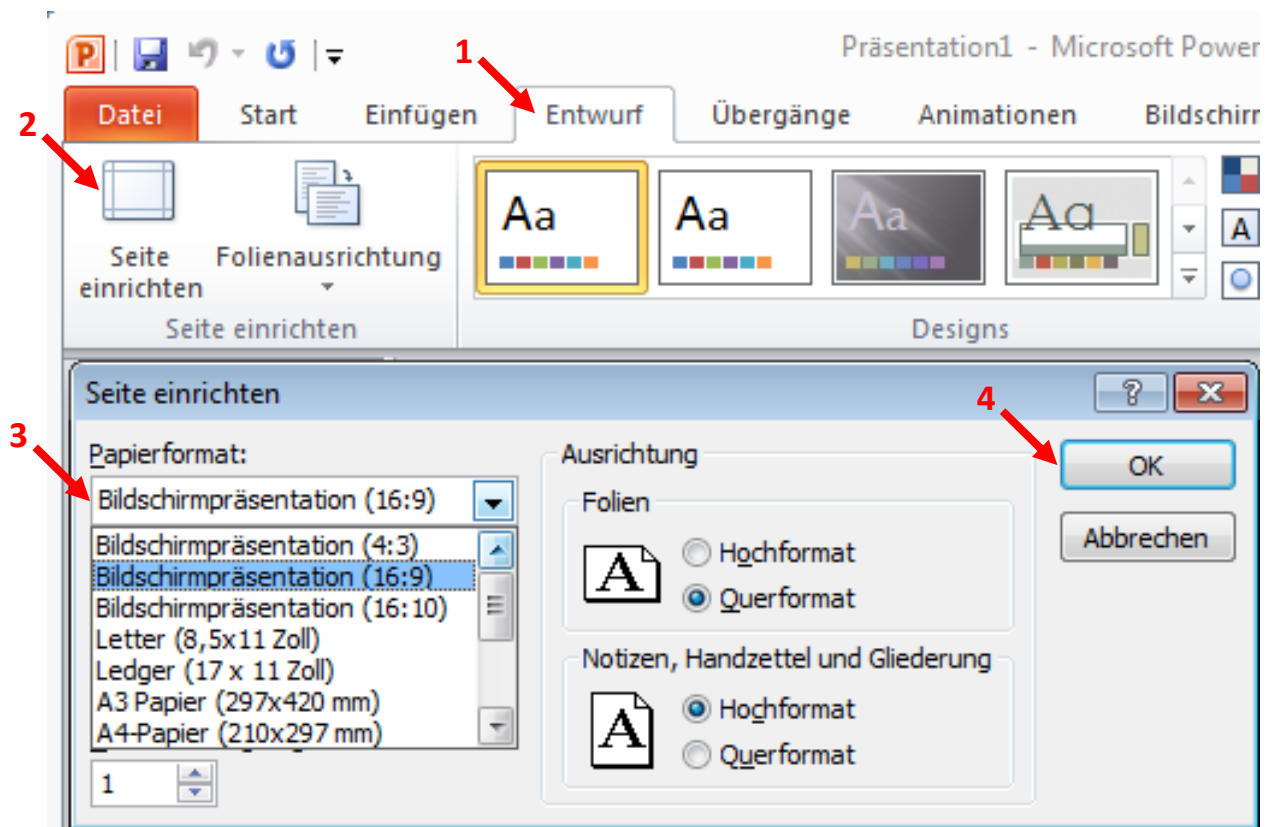 Präsentation1 - Microsoft Power
1
Datei Start Einfügen Entwurf Übergänge Animationen Bildschirm
2
Aa Aa Aa Aa A
Seite einrichten
Folienausrichtung
Seite einrichten Designs
Seite einrichten
4
3
Papierformat:
Bildschirmpräsentation (16:9)
Bildschirmpräsentation (4:3)
Bildschirmpräsentation (16:9)
Bildschirmpräsentation (16:10)
Letter (8,5x11 Zoll)
Ledger (17 x 11 Zoll)
A3 Papier (297x420 mm)
A4-Papier (210x297 mm)
1
Ausrichtung
Folien
A
Hochformat
Querformat
Notizen, Handzettel und Gliederung
A
Hochformat
Querformat
OK
Abbrechen